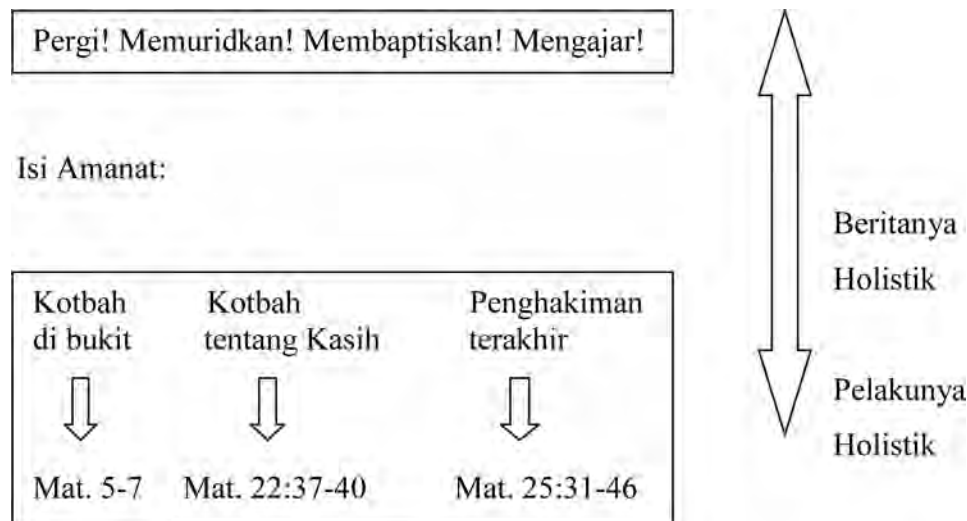 Pergi! Memuridkan! Membaptiskan! Mengajar!
Isi Amanat:
Kotbah
di bukit
Kotbah
tentang Kasih
Penghakiman
terakhir
Mat. 5-7
Mat. 22:37-40
Mat. 25:31-46
Beritanya
Holistik
Pelakunya
Holistik